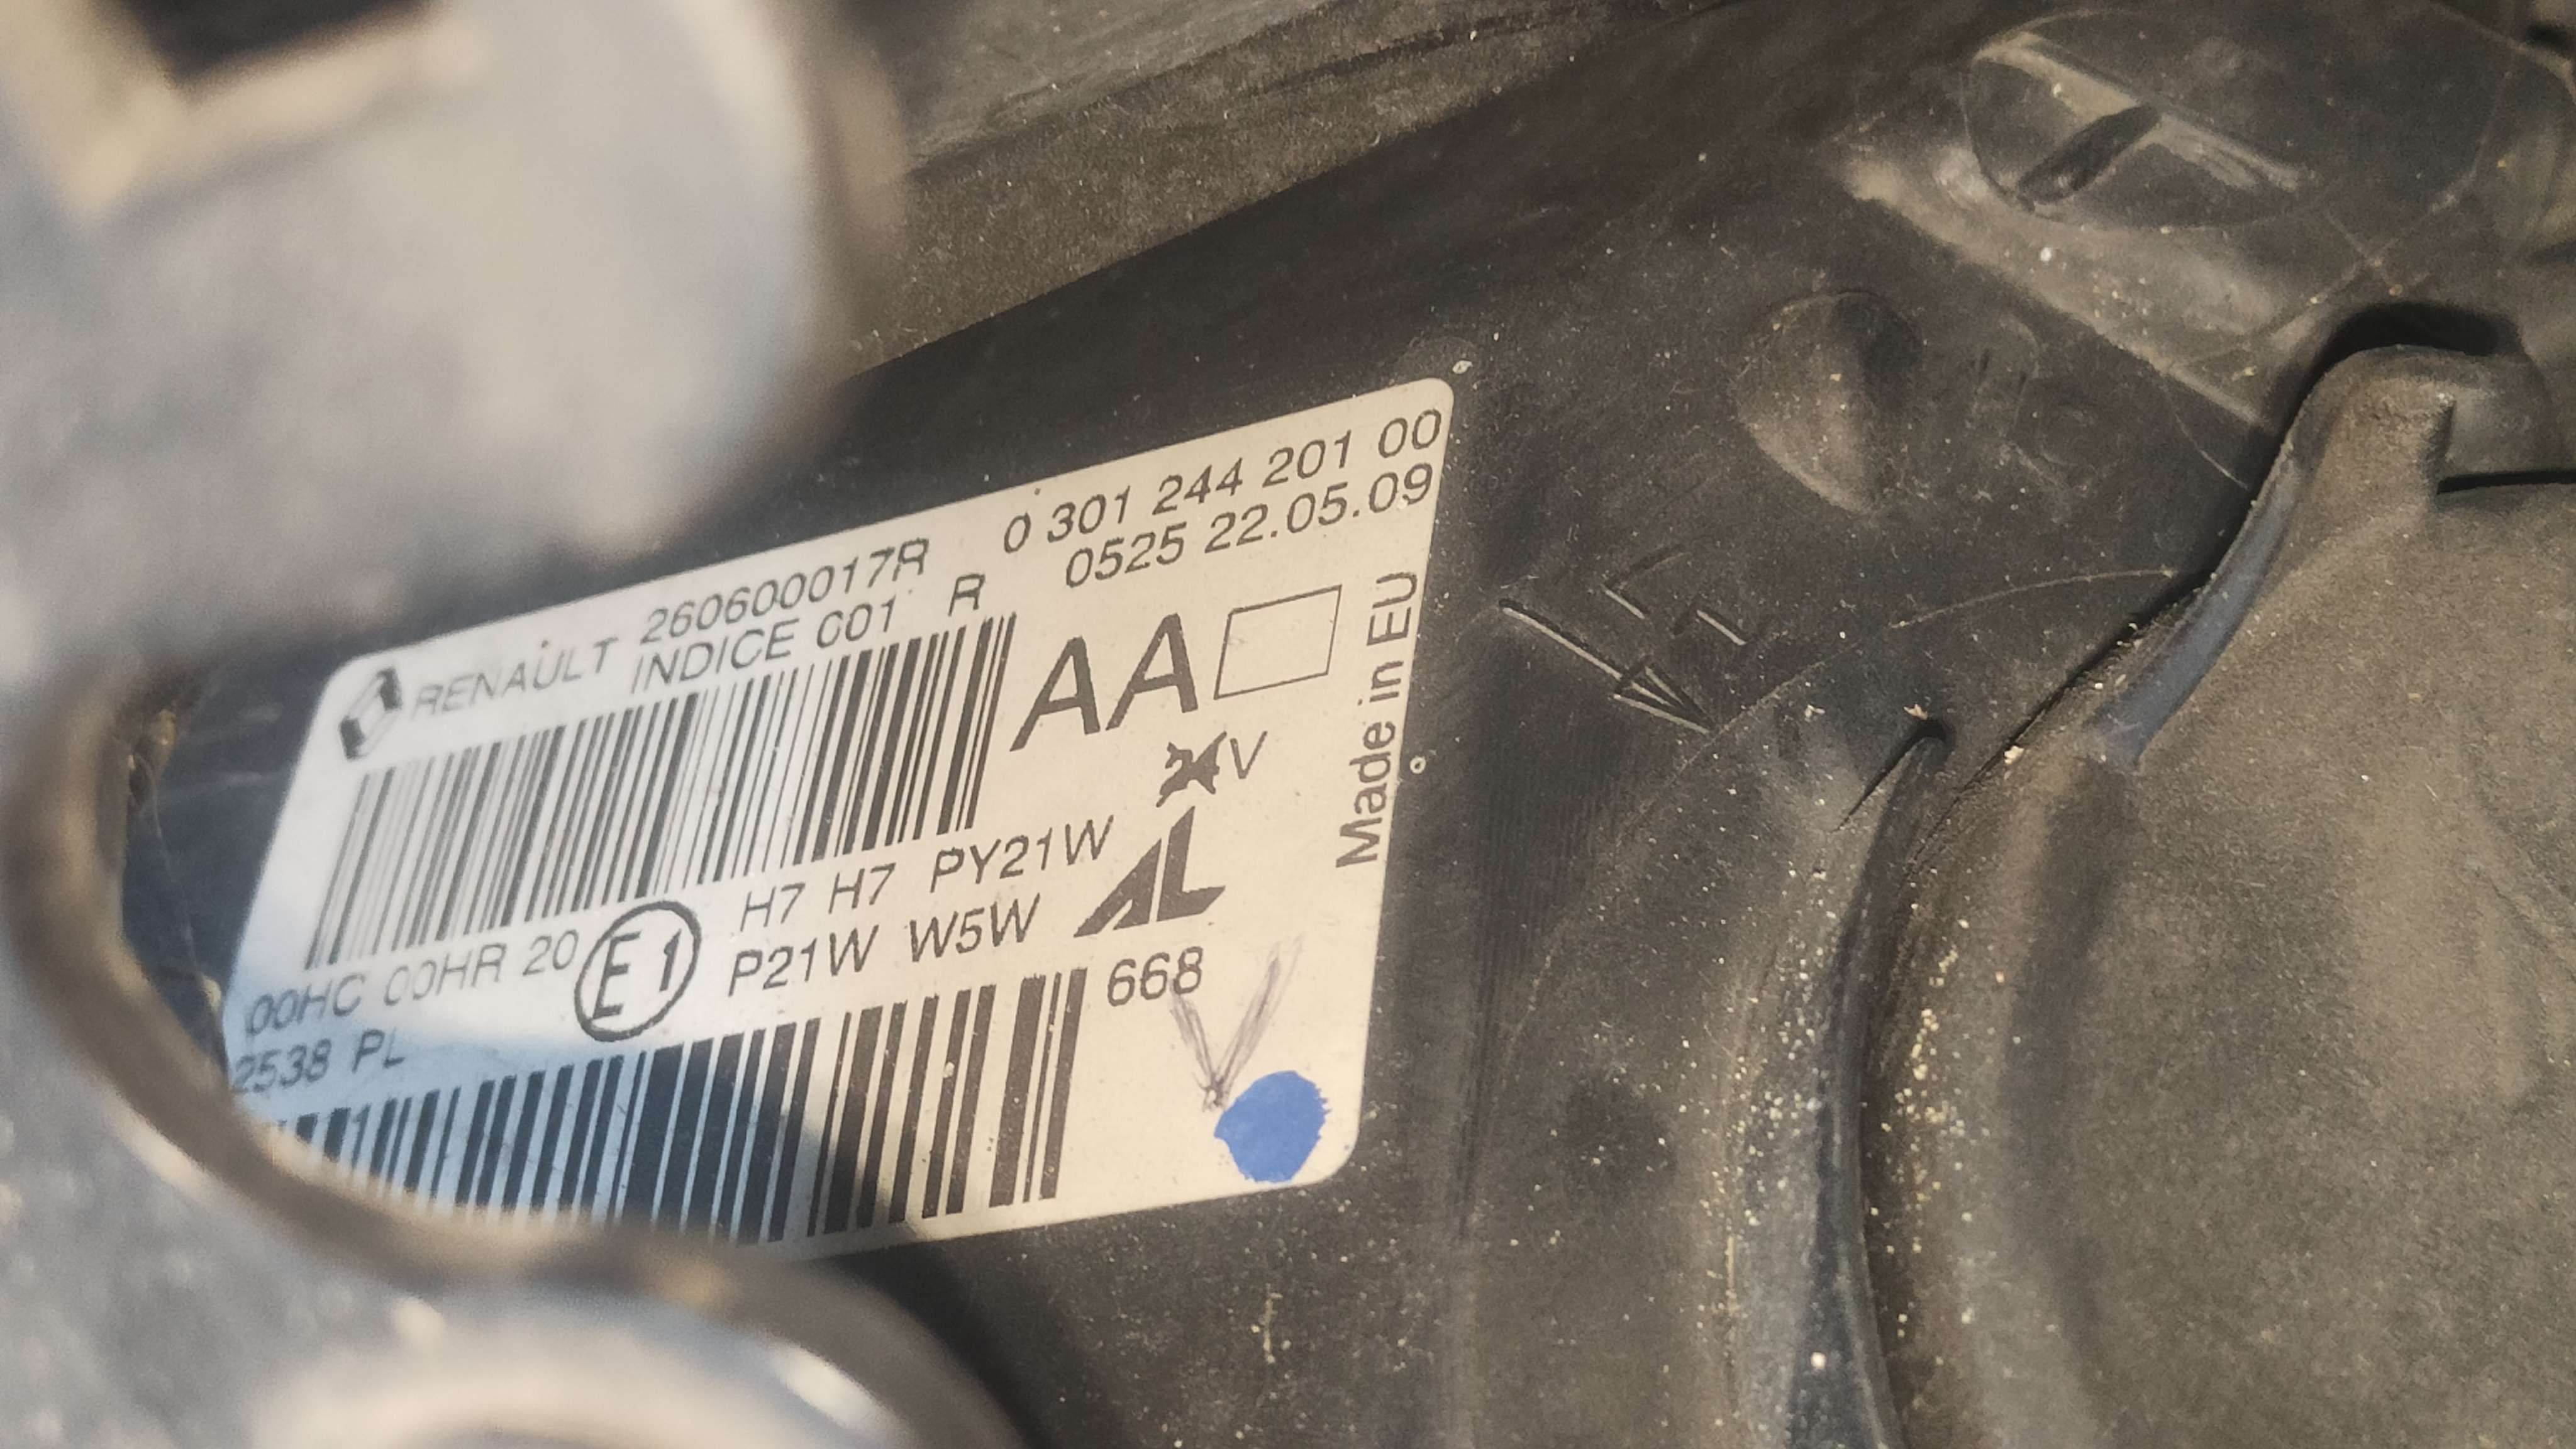 RENAULT 260600017R 0 301 244 201 00
INDICE C01 R 0525 22.05.09
AA
V
Made in EU
H7 H7 PY21W
00HC 00HR 20 E1 P21W W5W AL
2538 PL 668